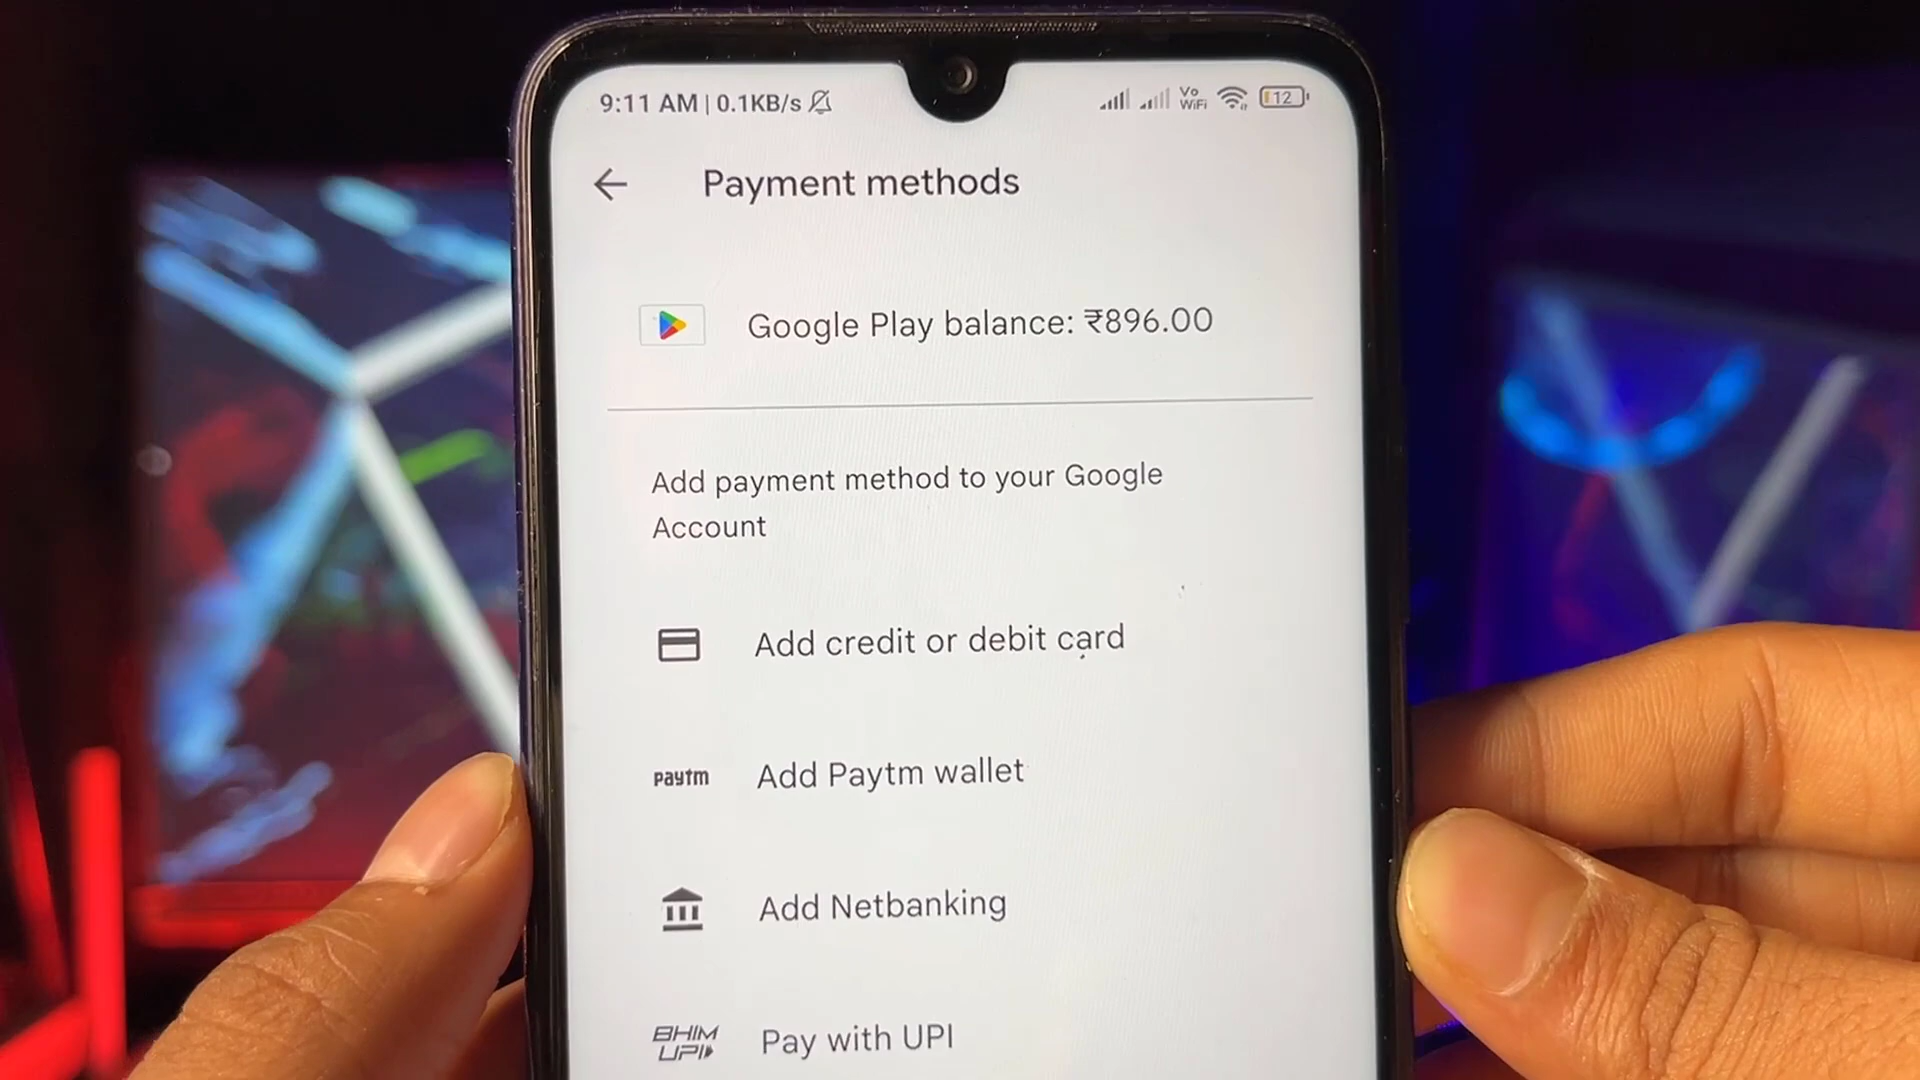 9:11 AM | 0.1KB/s Vo WiFi 12
Payment methods
Google Play balance: ₹896.00
Add payment method to your Google
Account
Add credit or debit card
paytm Add Paytm wallet
Add Netbanking
BHIM UPI Pay with UPI